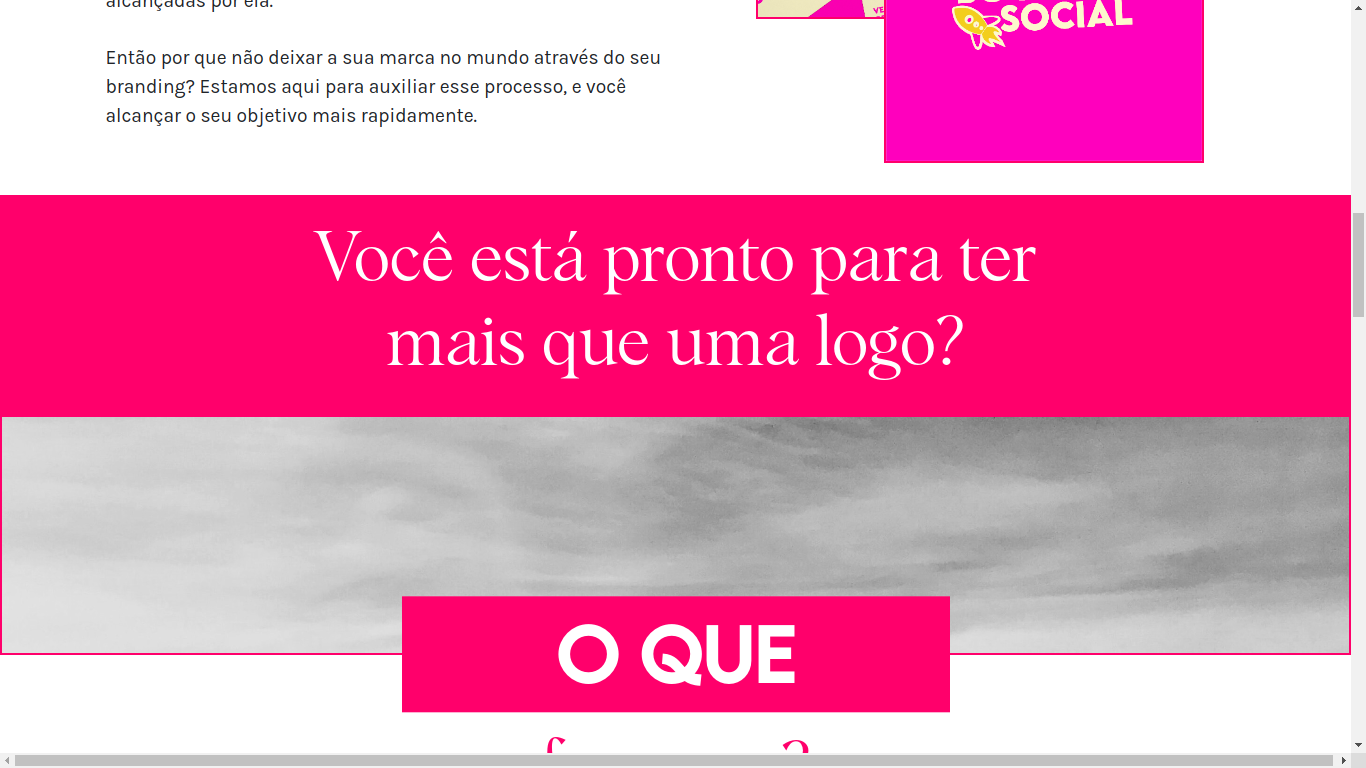 alcançadas por ela.
Então por que não deixar a sua marca no mundo através do seu
branding? Estamos aqui para auxiliar esse processo, e você
alcançar o seu objetivo mais rapidamente.
SOCIAL
Você está pronto para ter
mais que uma logo?
O QUE